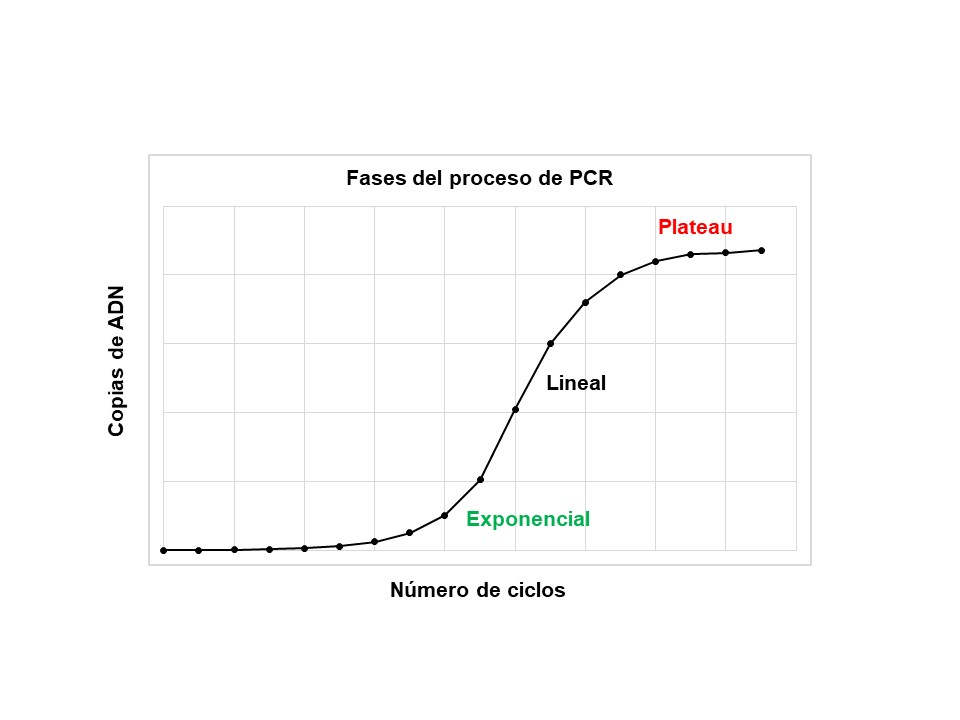 Fases del proceso de PCR
Plateau
Copias de ADN
Lineal
Exponencial
Número de ciclos